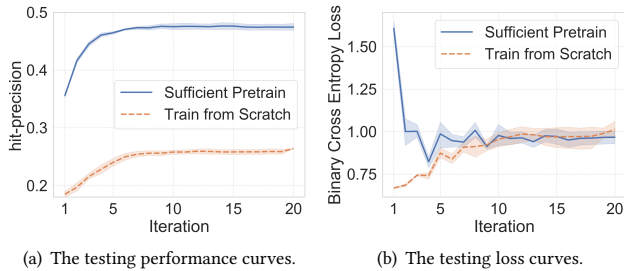 0.5
0.4
0.3
0.2
hit-precision
Sufficient Pretrain
Train from Scratch
1 5 10 15 20
Iteration
(a) The testing performance curves.
1.50
1.25
1.00
0.75
Binary Cross Entropy Loss
Sufficient Pretrain
Train from Scratch
1 5 10 15 20
Iteration
(b) The testing loss curves.